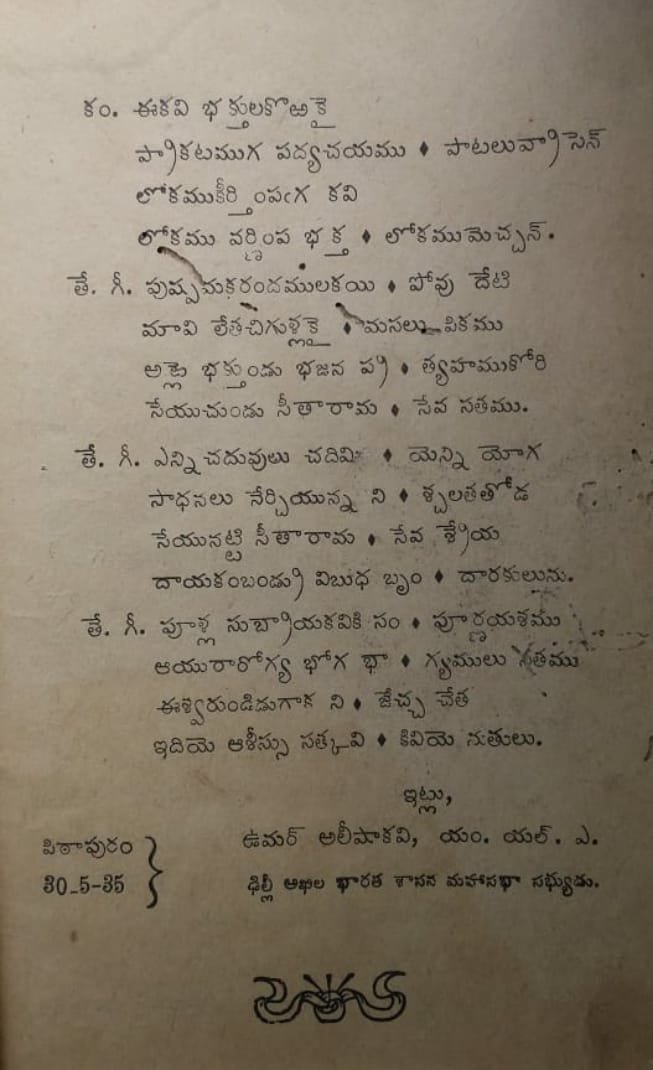 కం. ఈకవి భక్తులకొఱకై
ప్రాకటముగ పద్యచయము ♦ పాటలువ్రాసెన్
లోకముకీర్తింపఁగ కవి
లోకము వర్ణింప భక్త ♦ లోకముమెచ్చన్.
తే. గీ. పుష్పమకరందములకయి ♦ పోవు దేటి
మావి లేతచిగుళ్లకై ♦ మసలు పికము
అట్లె భక్తుండు భజన ప్ర ♦ త్యహముకోరి
సేయుచుండు సీతారామ ♦ సేవ సతము.
తే. గీ. ఎన్ని చదువులు చదివి ♦ యెన్ని యోగ
సాధనలు నేర్చియున్న ని ♦ శ్చలతతోడ
సేయునట్టి సీతారామ ♦ సేవ శ్రేయ
దాయకంబండ్రు విబుధ బృం ♦ దారకులును.
తే. గీ. పూళ్ల సుబ్రాయకవికి సం ♦ పూర్ణయశము
ఆయురారోగ్య భోగ భా ♦ గ్యములు సతము
ఈశ్వరుండిడుగాక ని ♦ జేచ్ఛ చేత
ఇదియె ఆశీస్సు సత్కవి ♦ కివియె నుతులు.
ఇట్లు,
ఉమర్ అలీషాకవి, యం. యల్. ఎ.
ఢిల్లీ అఖిల భారత శాసన మహాసభా సభ్యుడు.
పిఠాపురం
30-5-35